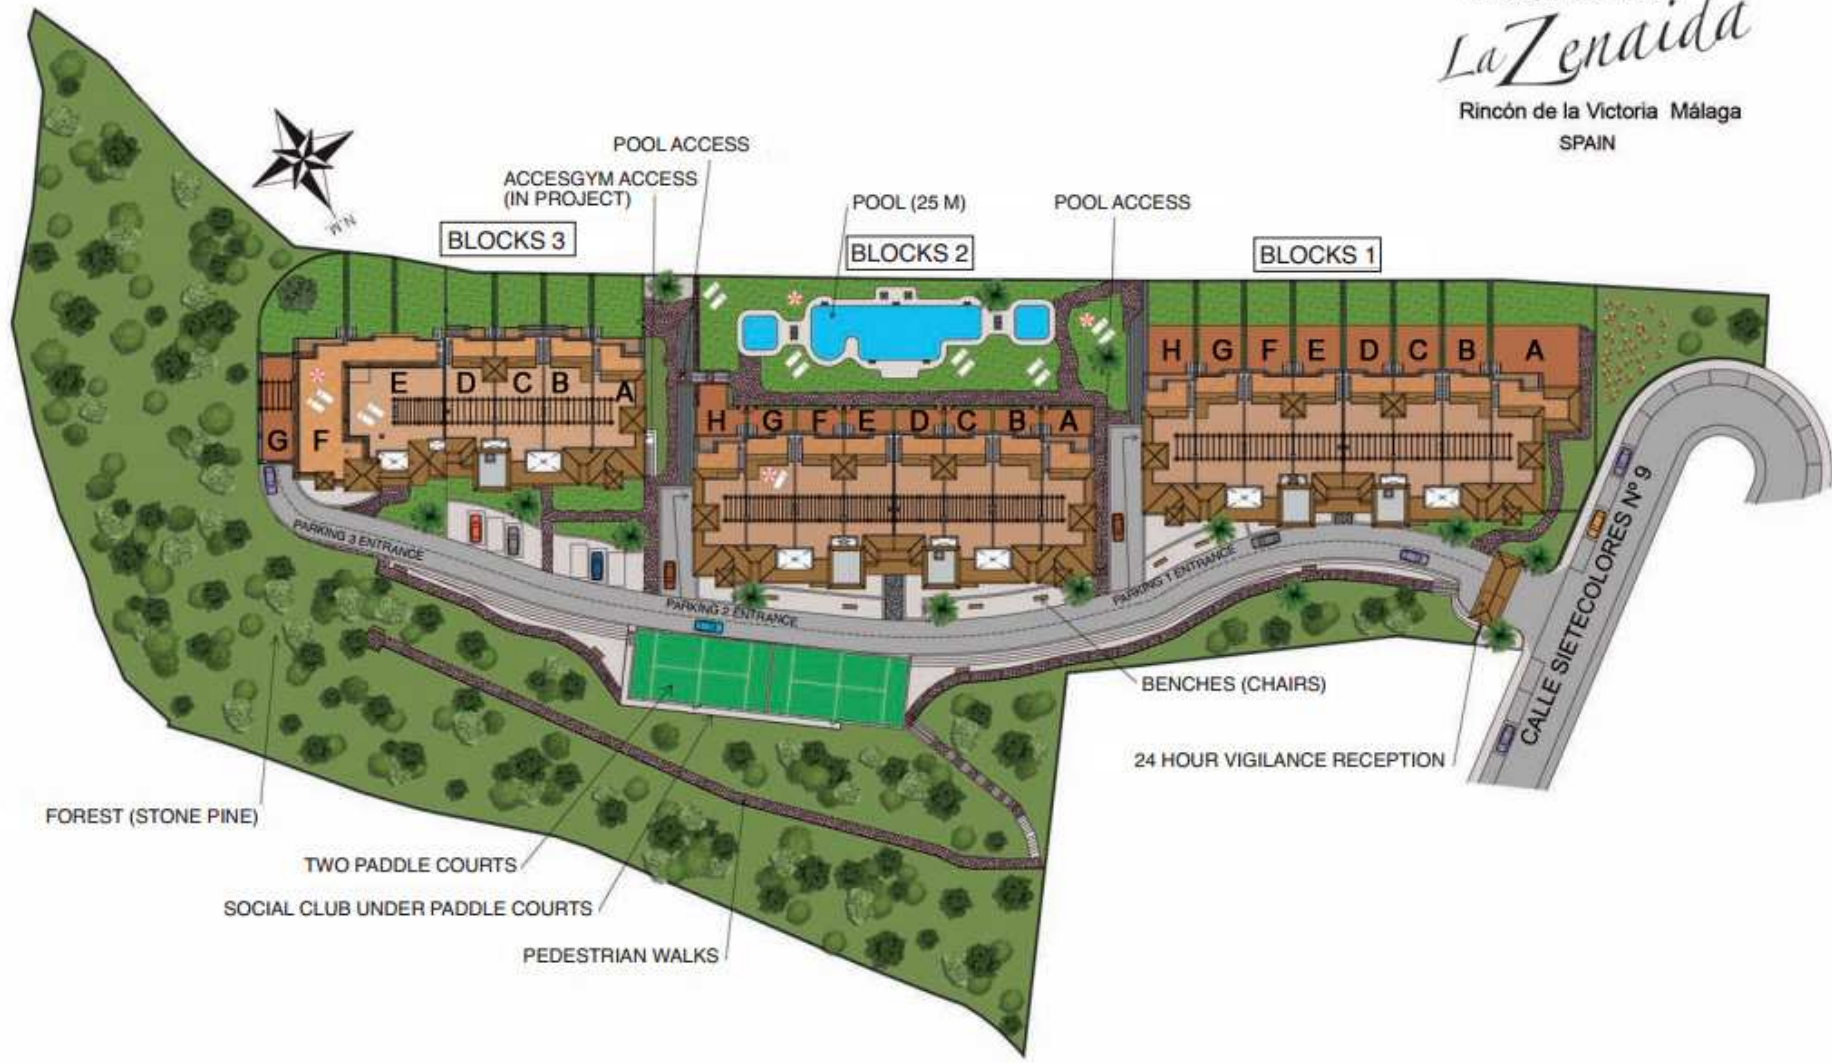 La Zenaida
Rincón de la Victoria Málaga
SPAIN
N.M.
POOL ACCESS
ACCESGYM ACCESS
(IN PROJECT)
POOL (25 M)
POOL ACCESS
BLOCKS 3
BLOCKS 2
BLOCKS 1
H G F E D C B A
E D C B A
G F
H G F E D C B A
CALLE SIETECOLORES Nº 9
PARKING 3 ENTRANCE
PARKING 2 ENTRANCE
PARKING 1 ENTRANCE
BENCHES (CHAIRS)
24 HOUR VIGILANCE RECEPTION
FOREST (STONE PINE)
TWO PADDLE COURTS
SOCIAL CLUB UNDER PADDLE COURTS
PEDESTRIAN WALKS